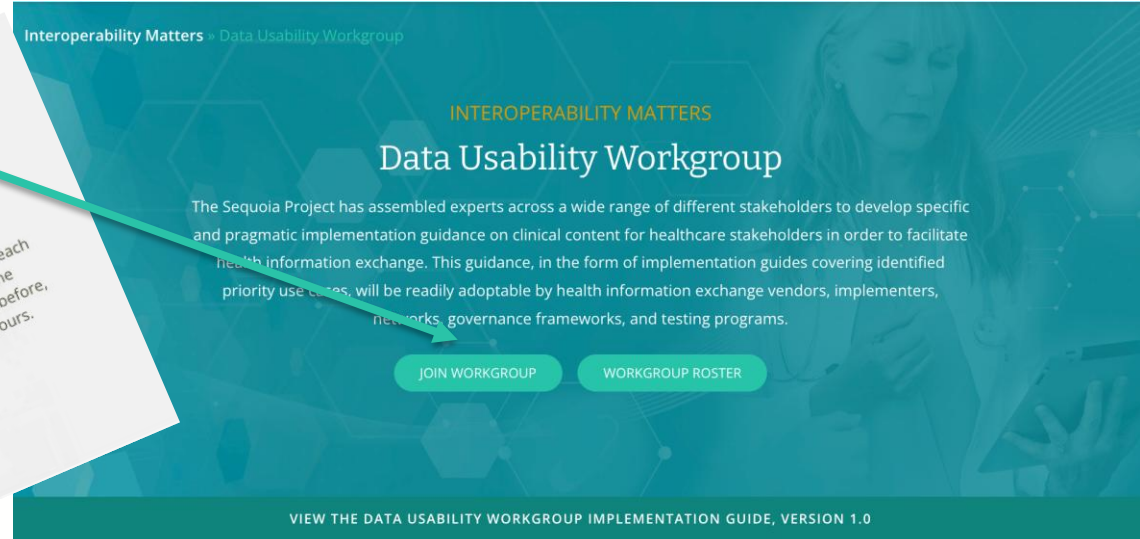 Interoperability Matters » Data Usability Workgroup
INTEROPERABILITY MATTERS
Data Usability Workgroup
The Sequoia Project has assembled experts across a wide range of different stakeholders to develop specific
and pragmatic implementation guidance on clinical content for healthcare stakeholders in order to facilitate
health information exchange. This guidance, in the form of implementation guides covering identified
priority use cases, will be readily adoptable by health information exchange vendors, implementers,
networks, governance frameworks, and testing programs.
JOIN WORKGROUP
WORKGROUP ROSTER
VIEW THE DATA USABILITY WORKGROUP IMPLEMENTATION GUIDE, VERSION 1.0
each
before,